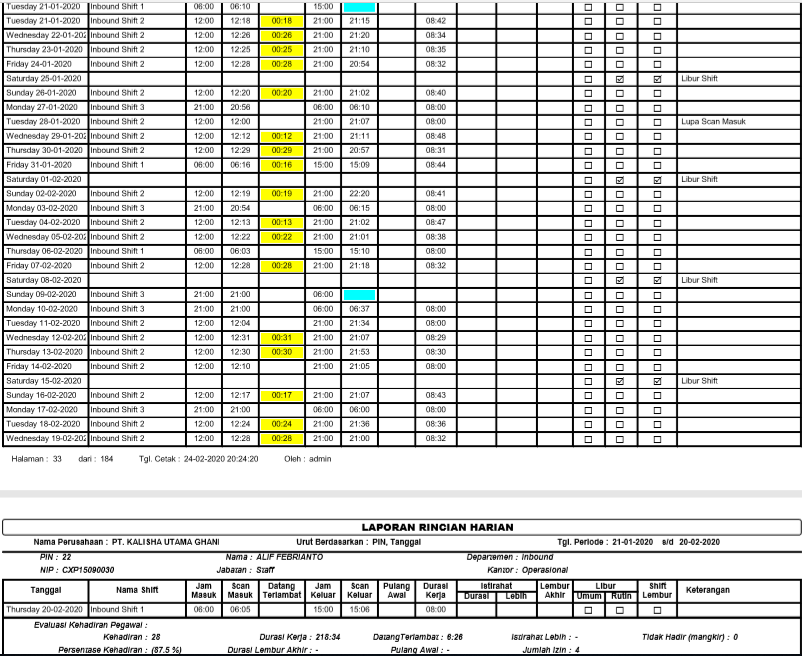 Tuesday 21-01-2020 Inbound Shift 1 06:00 06:10 15:00
Tuesday 21-01-2020 Inbound Shift 2 12:00 12:18 00:18 21:00 21:15 08:42
Wednesday 22-01-202 Inbound Shift 2 12:00 12:26 00:26 21:00 21:20 08:34
Thursday 23-01-2020 Inbound Shift 2 12:00 12:25 00:25 21:00 21:10 08:35
Friday 24-01-2020 Inbound Shift 2 12:00 12:28 00:28 21:00 20:54 08:32
Saturday 25-01-2020 Libur Shift
Sunday 26-01-2020 Inbound Shift 2 12:00 12:20 00:20 21:00 21:02 08:40
Monday 27-01-2020 Inbound Shift 3 21:00 20:56 06:00 06:10 08:00
Tuesday 28-01-2020 Inbound Shift 2 12:00 12:00 21:00 21:07 08:00 Lupa Scan Masuk
Wednesday 29-01-202 Inbound Shift 2 12:00 12:12 00:12 21:00 21:11 08:48
Thursday 30-01-2020 Inbound Shift 2 12:00 12:29 00:29 21:00 20:57 08:31
Friday 31-01-2020 Inbound Shift 1 06:00 06:16 00:16 15:00 15:09 08:44
Saturday 01-02-2020 Libur Shift
Sunday 02-02-2020 Inbound Shift 2 12:00 12:19 00:19 21:00 22:20 08:41
Monday 03-02-2020 Inbound Shift 3 21:00 20:54 06:00 06:15 08:00
Tuesday 04-02-2020 Inbound Shift 2 12:00 12:13 00:13 21:00 21:02 08:47
Wednesday 05-02-202 Inbound Shift 2 12:00 12:22 00:22 21:00 21:01 08:38
Thursday 06-02-2020 Inbound Shift 1 06:00 06:03 15:00 15:10 08:00
Friday 07-02-2020 Inbound Shift 2 12:00 12:28 00:28 21:00 21:18 08:32
Saturday 08-02-2020 Libur Shift
Sunday 09-02-2020 Inbound Shift 3 21:00 21:00 06:00
Monday 10-02-2020 Inbound Shift 3 21:00 21:00 06:00 06:37 08:00
Tuesday 11-02-2020 Inbound Shift 2 12:00 12:04 21:00 21:34 08:00
Wednesday 12-02-202 Inbound Shift 2 12:00 12:31 00:31 21:00 21:07 08:29
Thursday 13-02-2020 Inbound Shift 2 12:00 12:30 00:30 21:00 21:53 08:30
Friday 14-02-2020 Inbound Shift 2 12:00 12:10 21:00 21:05 08:00
Saturday 15-02-2020 Libur Shift
Sunday 16-02-2020 Inbound Shift 2 12:00 12:17 00:17 21:00 21:07 08:43
Monday 17-02-2020 Inbound Shift 3 21:00 21:00 06:00 06:00 08:00
Tuesday 18-02-2020 Inbound Shift 2 12:00 12:24 00:24 21:00 21:36 08:36
Wednesday 19-02-202 Inbound Shift 2 12:00 12:28 00:28 21:00 21:00 08:32
Halaman : 33 dari : 184 Tgl. Cetak : 24-02-2020 20:24:20 Oleh : admin
LAPORAN RINCIAN HARIAN
Nama Perusahaan : PT. KALISHA UTAMA GHANI Urut Berdasarkan : PIN, Tanggal Tgl. Periode : 21-01-2020 s/d 20-02-2020
PIN : 22 Nama : ALIF FEBRIANTO Departemen : Inbound
NIP : CXP15090030 Jabatan : Staff Kantor : Operasional
Tanggal Nama Shift Jam Masuk Scan Masuk Datang Terlambat Jam Keluar Scan Keluar Pulang Awal Durasi Kerja Istirahat Durasi Lebih Lembur Akhir Libur Umum Rutin Shift Lembur Keterangan
Thursday 20-02-2020 Inbound Shift 1 06:00 06:05 15:00 15:06 08:00
Evaluasi Kehadiran Pegawai :
Kehadiran : 28 Durasi Kerja : 218:34 DatangTerlambat : 6:26 Istirahat Lebih : - Tidak Hadir (mangkir) : 0
Persentase Kehadiran : (87.5 %) Durasi Lembur Akhir : - Pulang Awal : - Jumlah Izin : 4